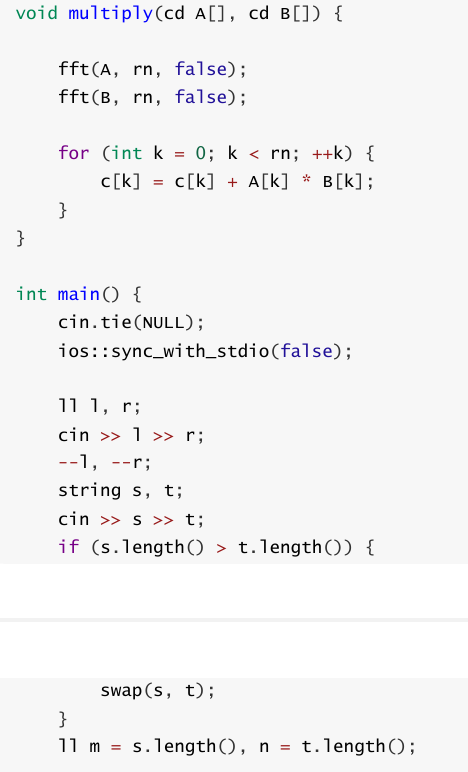 void multiply(cd A[], cd B[]) {
    fft(A, rn, false);
    fft(B, rn, false);
    for (int k = 0; k < rn; ++k) {
        c[k] = c[k] + A[k] * B[k];
    }
}
int main() {
    cin.tie(NULL);
    ios::sync_with_stdio(false);
    ll l, r;
    cin >> l >> r;
    --l, --r;
    string s, t;
    cin >> s >> t;
    if (s.length() > t.length()) {
        swap(s, t);
    }
    ll m = s.length(), n = t.length();